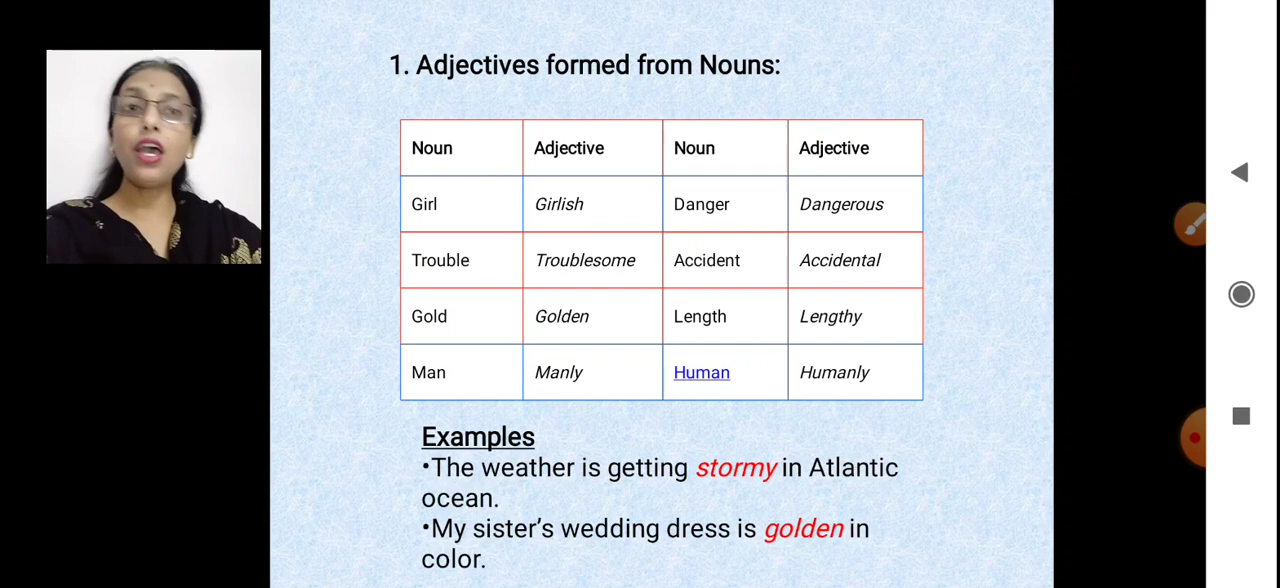 1. Adjectives formed from Nouns:
Noun Adjective Noun Adjective
Girl Girlish Danger Dangerous
Trouble Troublesome Accident Accidental
Gold Golden Length Lengthy
Man Manly Human Humanly
Examples
•The weather is getting stormy in Atlantic
ocean.
•My sister’s wedding dress is golden in
color.